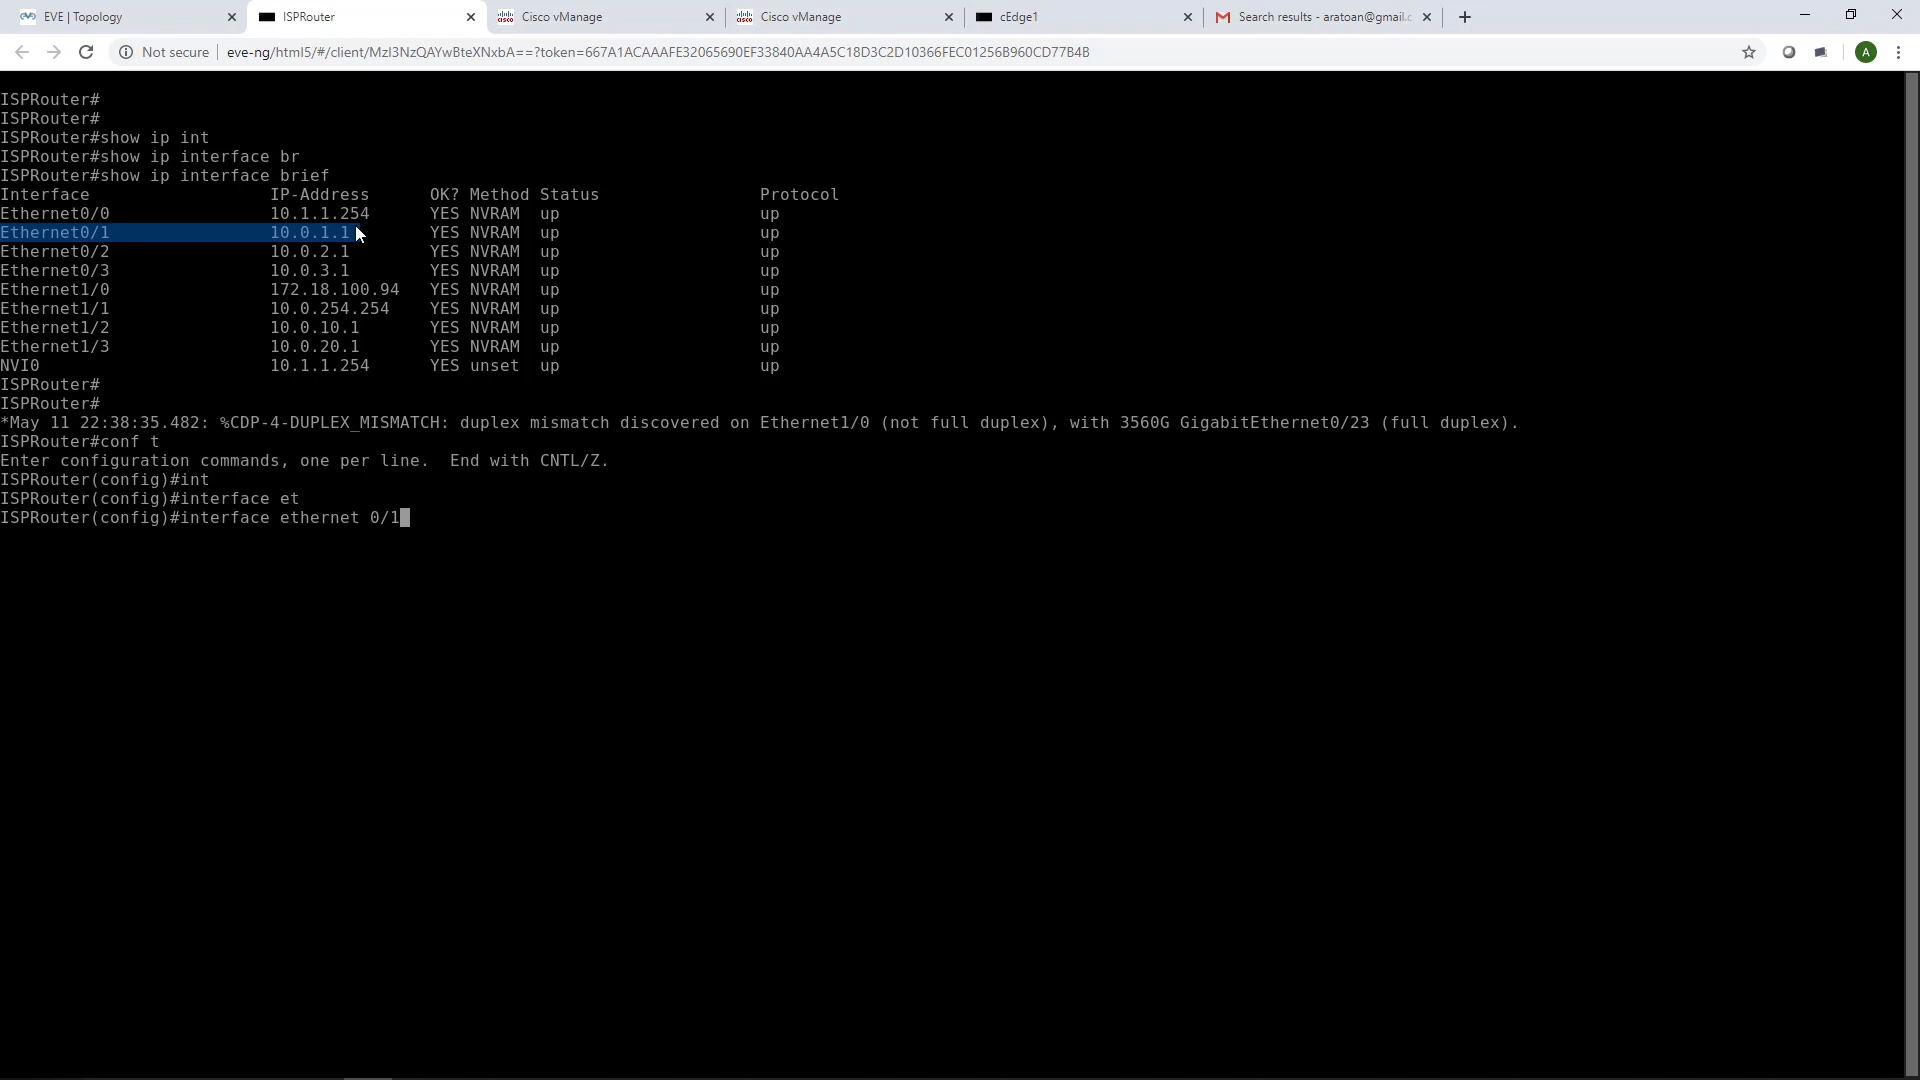 EVE | Topology
ISPRouter
Cisco vManage
Cisco vManage
cEdge1
Search results - aratoan@gmail.c
Not secure
eve-ng/html5/#/client/MzI3NzQAYwBteXNxbA==?token=667A1ACAAAFE32065690EF33840AA4A5C18D3C2D10366FEC01256B960CD77B4B
A
ISPRouter#
ISPRouter#
ISPRouter#show ip int
ISPRouter#show ip interface br
ISPRouter#show ip interface brief
Interface                  IP-Address      OK? Method Status                Protocol
Ethernet0/0                10.1.1.254      YES NVRAM  up                    up
Ethernet0/1                10.0.1.1        YES NVRAM  up                    up
Ethernet0/2                10.0.2.1        YES NVRAM  up                    up
Ethernet0/3                10.0.3.1        YES NVRAM  up                    up
Ethernet1/0                172.18.100.94   YES NVRAM  up                    up
Ethernet1/1                10.0.254.254    YES NVRAM  up                    up
Ethernet1/2                10.0.10.1       YES NVRAM  up                    up
Ethernet1/3                10.0.20.1       YES NVRAM  up                    up
NVI0                       10.1.1.254      YES unset  up                    up
ISPRouter#
ISPRouter#
*May 11 22:38:35.482: %CDP-4-DUPLEX_MISMATCH: duplex mismatch discovered on Ethernet1/0 (not full duplex), with 3560G GigabitEthernet0/23 (full duplex).
ISPRouter#conf t
Enter configuration commands, one per line.  End with CNTL/Z.
ISPRouter(config)#int
ISPRouter(config)#interface et
ISPRouter(config)#interface ethernet 0/1